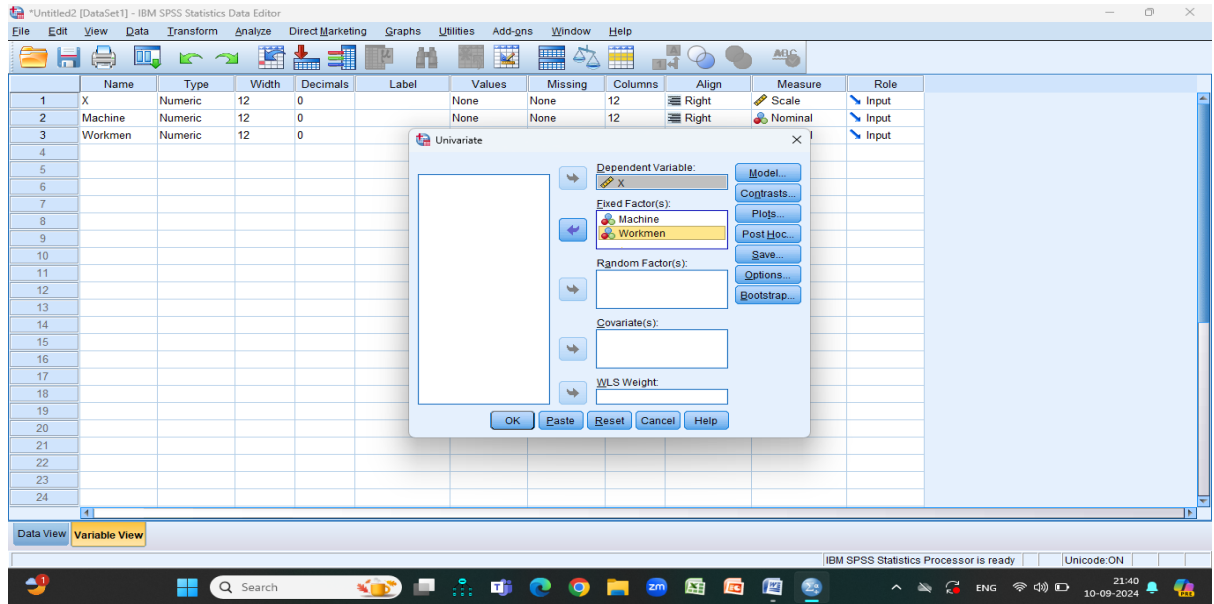 *Untitled2 [DataSet1] - IBM SPSS Statistics Data Editor
File Edit View Data Transform Analyze Direct Marketing Graphs Utilities Add-ons Window Help
Name Type Width Decimals Label Values Missing Columns Align Measure Role
1 X Numeric 12 0 None None 12 Right Scale Input
2 Machine Numeric 12 0 None None 12 Right Nominal Input
3 Workmen Numeric 12 0 Input
4
5
6
7
8
9
10
11
12
13
14
15
16
17
18
19
20
21
22
23
24
Univariate
Dependent Variable:
X
Fixed Factor(s):
Machine
Workmen
Random Factor(s):
Covariate(s):
WLS Weight:
Model...
Contrasts...
Plots...
Post Hoc...
Save...
Options...
Bootstrap...
OK Paste Reset Cancel Help
Data View Variable View
IBM SPSS Statistics Processor is ready Unicode:ON
1 Search zm ENG 21:40
10-09-2024
PRE